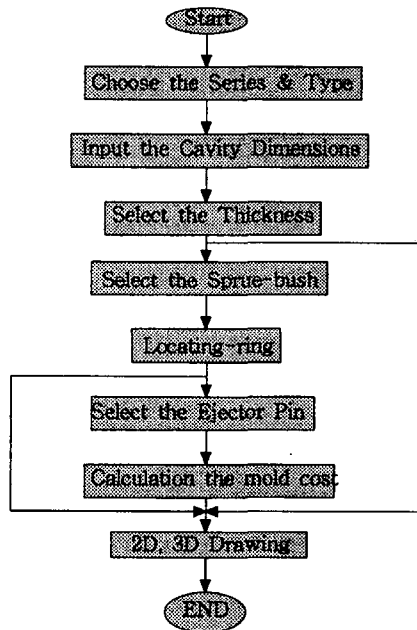 Start
Choose the Series & Type
Input the Cavity Dimensions
Select the Thickness
Select the Sprue-bush
Locating-ring
Select the Ejector Pin
Calculation the mold cost
2D, 3D Drawing
END